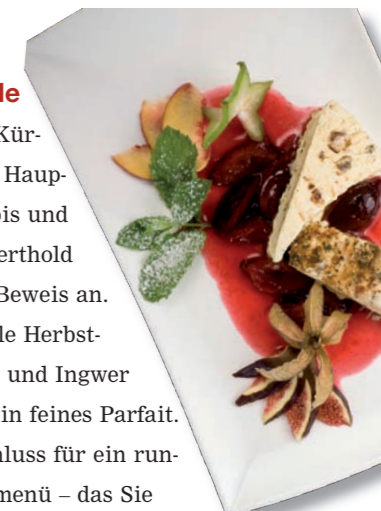 le
Kür-
Haup-
bis und
erthold
Beweis an.
le Herbst-
und Ingwer
in feines Parfait.
luss für ein run-
menü – das Sie